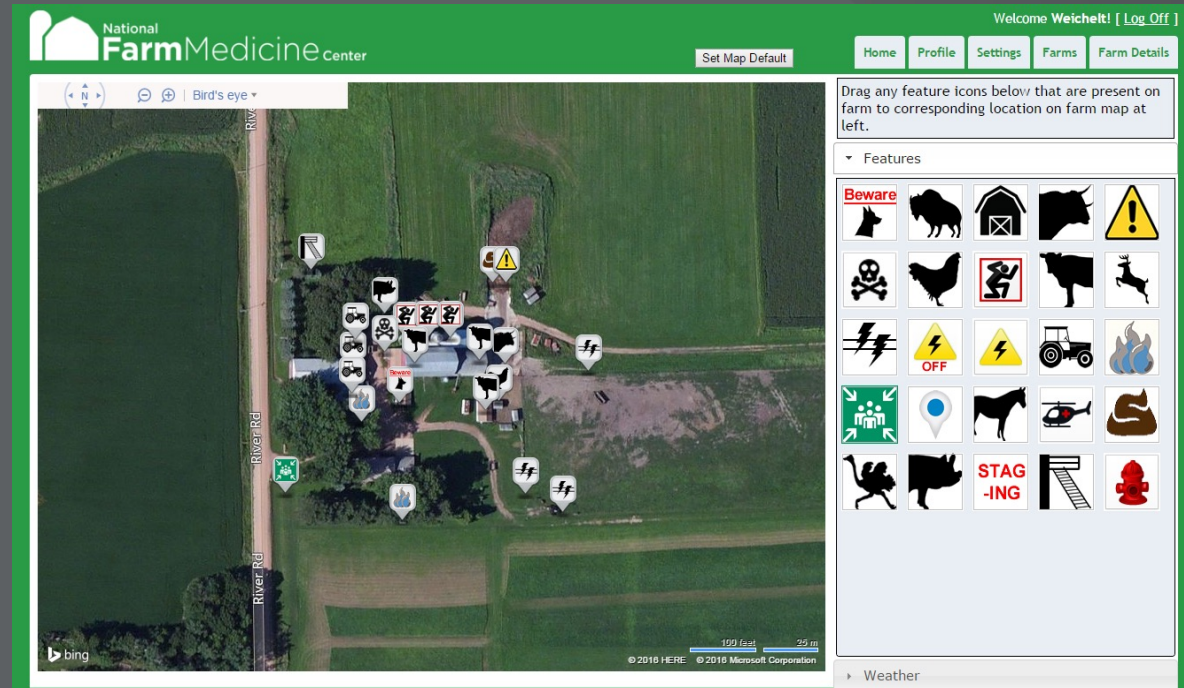 National
FarmMedicine Center
Welcome Weichelt! [ Log Off ]
Set Map Default
Home
Profile
Settings
Farms
Farm Details
N
Bird's eye
Drag any feature icons below that are present on
farm to corresponding location on farm map at
left.
Features
Beware
OFF
STAG
-ING
River Rd
River Rd
River Rd
Beware
bing
100 feet
25 m
© 2016 HERE
© 2016 Microsoft Corporation
Weather